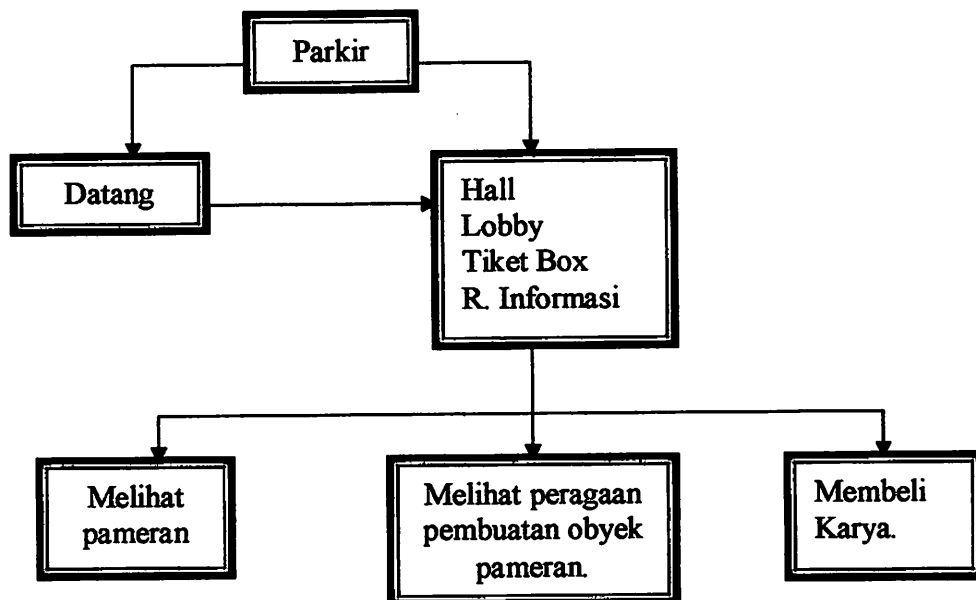 Parkir
Datang
Hall
Lobby
Tiket Box
R. Informasi
Melihat
pameran
Melihat peragaan
pembuatan obyek
pameran.
Membeli
Karya.